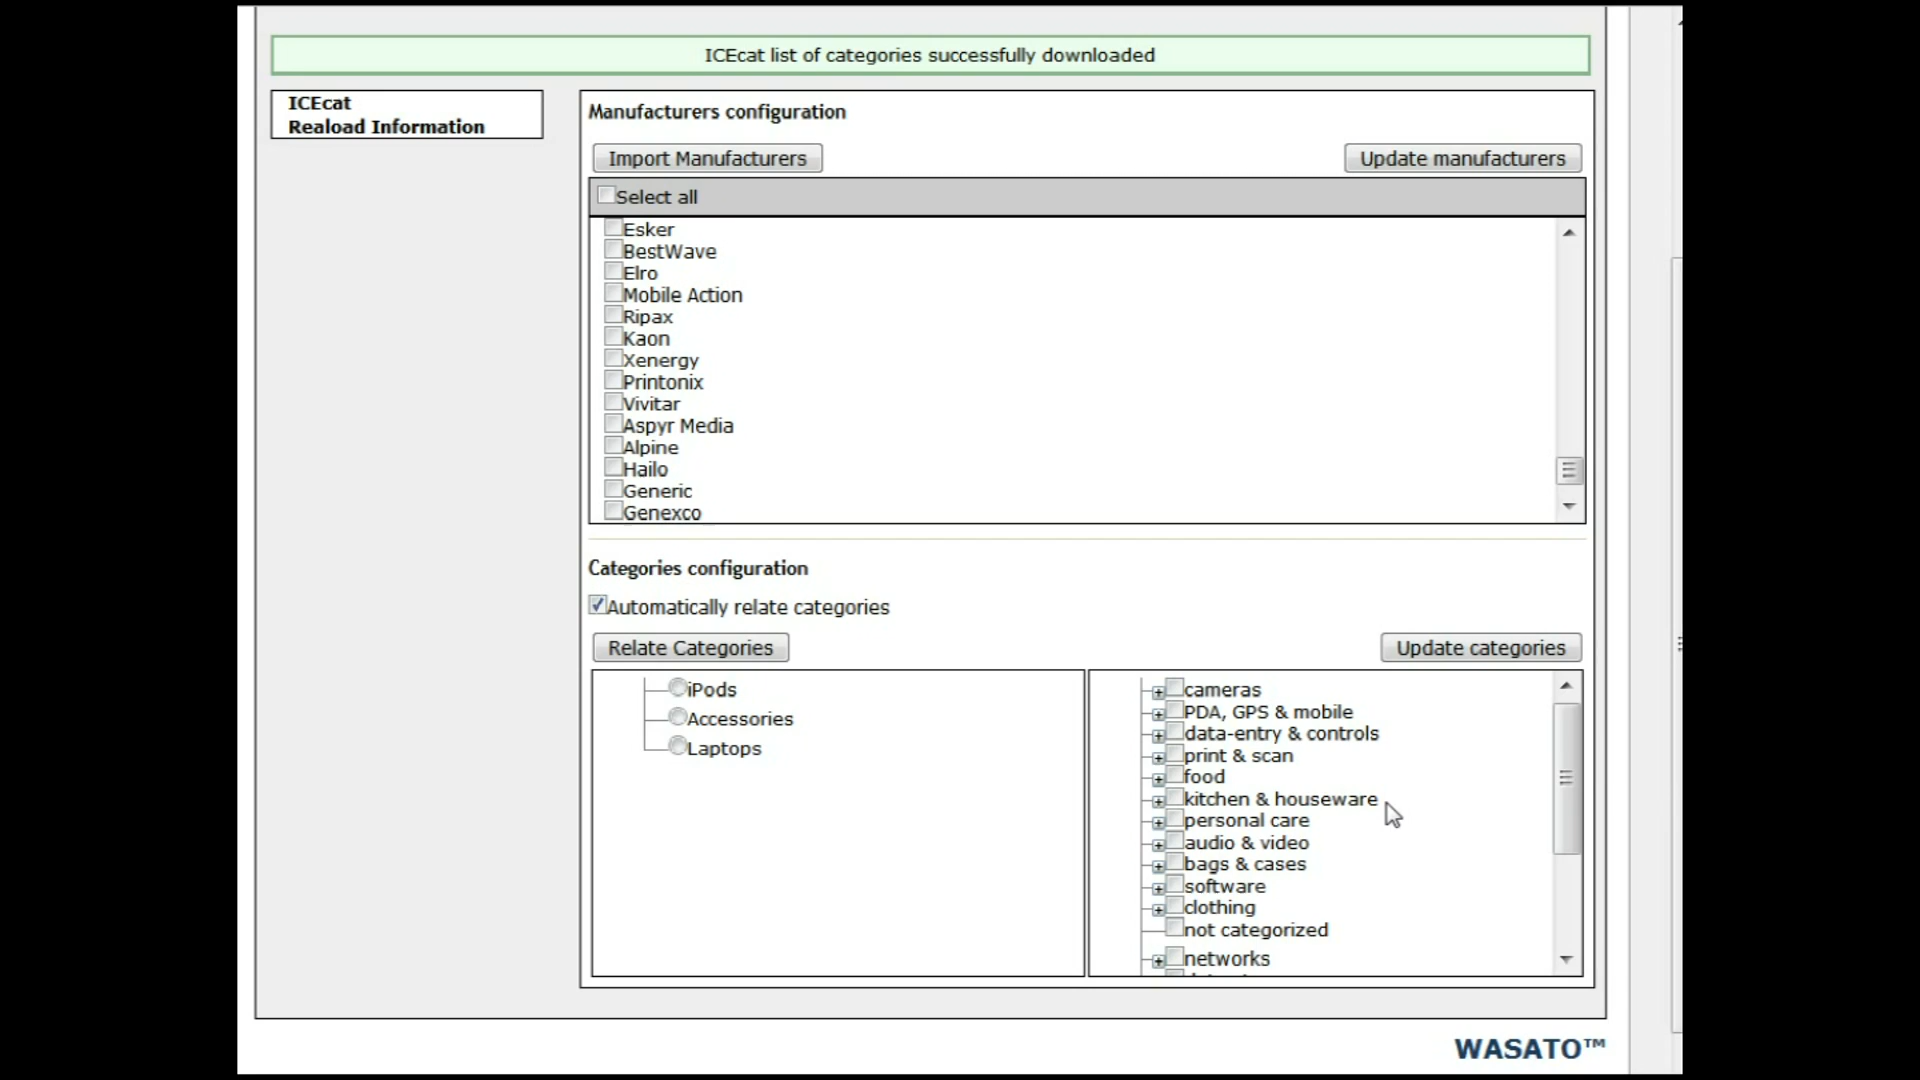 ICEcat list of categories successfully downloaded
ICEcat
Reaload Information
Manufacturers configuration
Import Manufacturers
Update manufacturers
Select all
Esker
BestWave
Elro
Mobile Action
Ripax
Kaon
Xenergy
Printonix
Vivitar
Aspyr Media
Alpine
Hailo
Generic
Genexco
Categories configuration
Automatically relate categories
Relate Categories
Update categories
iPods
Accessories
Laptops
cameras
PDA, GPS & mobile
data-entry & controls
print & scan
food
kitchen & houseware
personal care
audio & video
bags & cases
software
clothing
not categorized
networks
WASATO™